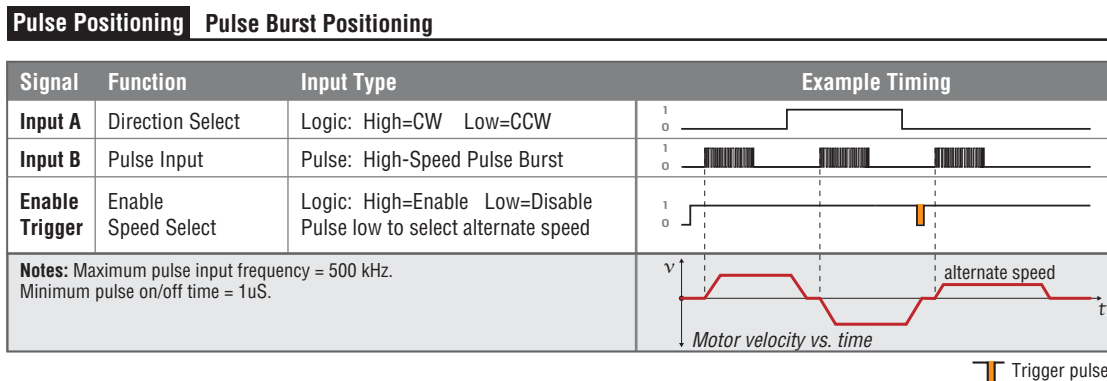 Pulse Positioning Pulse Burst Positioning
Signal Function Input Type Example Timing
Input A Direction Select Logic: High=CW Low=CCW 1
0
Input B Pulse Input Pulse: High-Speed Pulse Burst 1
0
Enable Enable Logic: High=Enable Low=Disable 1
Trigger Speed Select Pulse low to select alternate speed 0
Notes: Maximum pulse input frequency = 500 kHz.
Minimum pulse on/off time = 1uS.
v alternate speed
t
Motor velocity vs. time
Trigger pulse